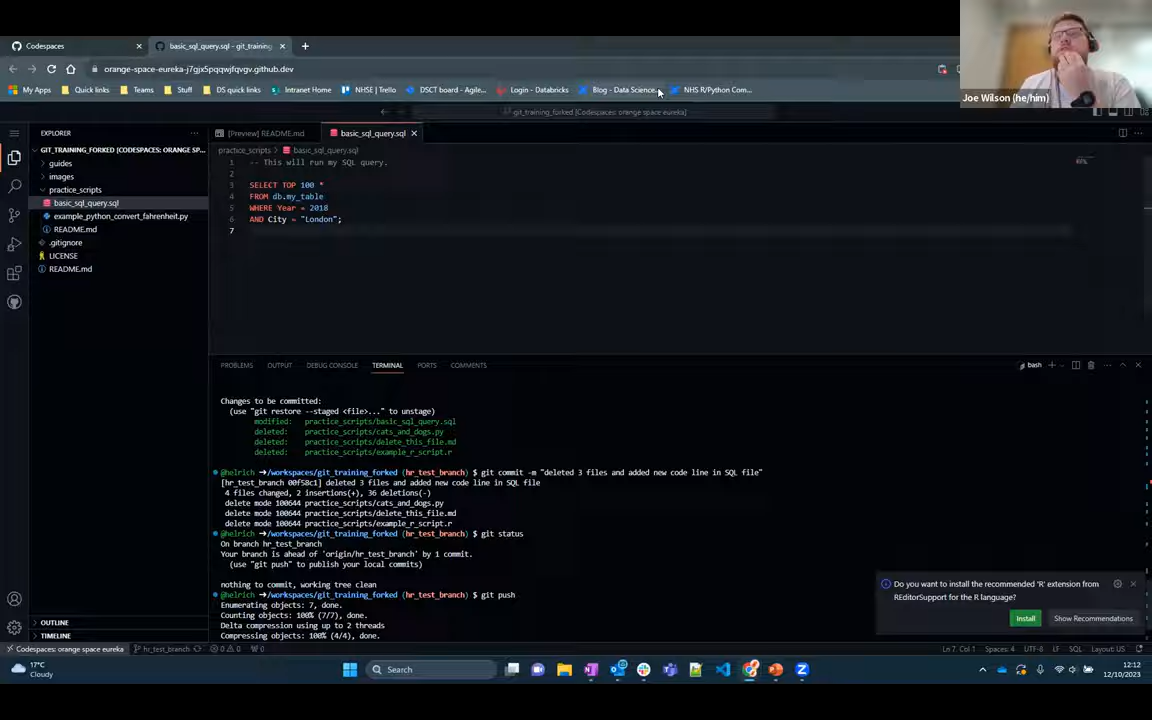 Codespaces
basic_sql_query.sql - git_training
orange-space-eureka-j7gjx5pqqwjfqvgv.github.dev
My Apps
Quick links
Teams
Stuff
DS quick links
Intranet Home
NHSE | Trello
DSCT board - Agile...
Login - Databricks
Blog - Data Science...
NHS R/Python Com...
Joe Wilson (he/him)
git_training_forked [Codespaces: orange space eureka]
EXPLORER
GIT_TRAINING_FORKED [CODESPACES: ORANGE SP...
guides
images
practice_scripts
basic_sql_query.sql
example_python_convert_fahrenheit.py
README.md
.gitignore
LICENSE
README.md
OUTLINE
TIMELINE
[Preview] README.md
basic_sql_query.sql
practice_scripts > basic_sql_query.sql
1 -- This will run my SQL query.
2
3 SELECT TOP 100 *
4 FROM db.my_table
5 WHERE Year = 2018
6 AND City = "London";
7
PROBLEMS OUTPUT DEBUG CONSOLE TERMINAL PORTS COMMENTS
bash
Changes to be committed:
(use "git restore --staged <file>..." to unstage)
modified: practice_scripts/basic_sql_query.sql
deleted: practice_scripts/cats_and_dogs.py
deleted: practice_scripts/delete_this_file.md
deleted: practice_scripts/example_r_script.r
@helrich ➜/workspaces/git_training_forked (hr_test_branch) $ git commit -m "deleted 3 files and added new code line in SQL file"
[hr_test_branch 00f58c1] deleted 3 files and added new code line in SQL file
4 files changed, 2 insertions(+), 36 deletions(-)
delete mode 100644 practice_scripts/cats_and_dogs.py
delete mode 100644 practice_scripts/delete_this_file.md
delete mode 100644 practice_scripts/example_r_script.r
@helrich ➜/workspaces/git_training_forked (hr_test_branch) $ git status
On branch hr_test_branch
Your branch is ahead of 'origin/hr_test_branch' by 1 commit.
(use "git push" to publish your local commits)
nothing to commit, working tree clean
@helrich ➜/workspaces/git_training_forked (hr_test_branch) $ git push
Enumerating objects: 7, done.
Counting objects: 100% (7/7), done.
Delta compression using up to 2 threads
Compressing objects: 100% (4/4), done.
Do you want to install the recommended 'R' extension from
REditorSupport for the R language?
Install
Show Recommendations
Codespaces: orange space eureka
hr_test_branch
0 0
0
Ln 7, Col 1
Spaces: 4
UTF-8
LF
SQL
Layout: US
17°C
Cloudy
Search
12:12
12/10/2023